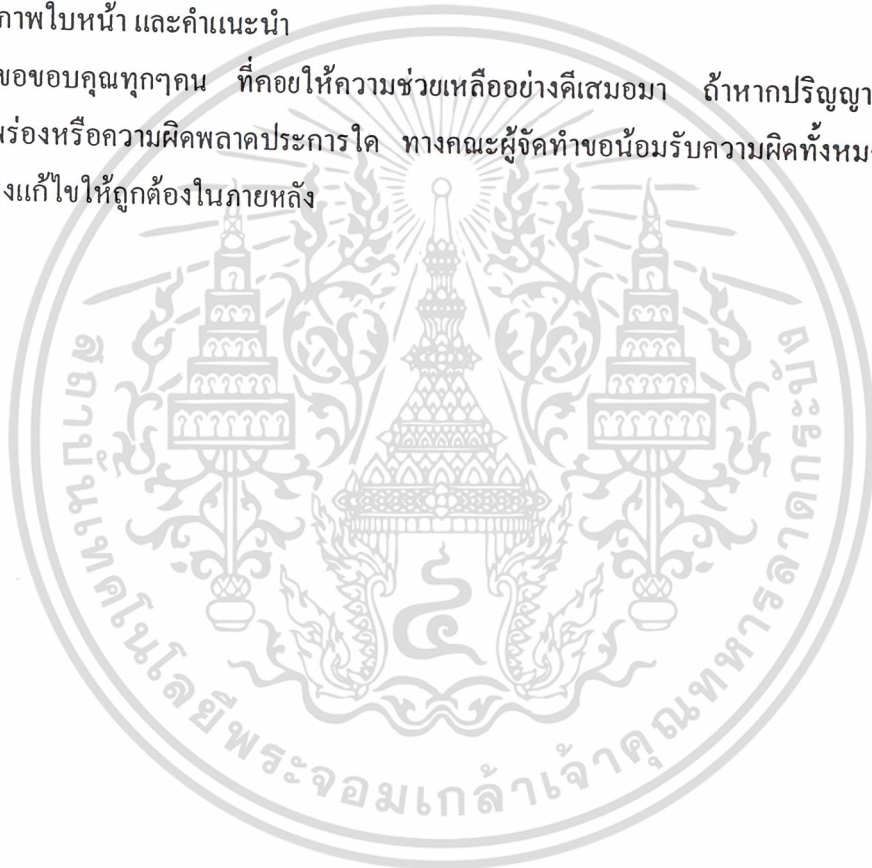 ภาพใบหน้า และคำแนะนำ
ขอขอบคุณทุกๆคน ที่คอยให้ความช่วยเหลืออย่างดีเสมอมา ถ้าหากปริญญา
พร่องหรือความผิดพลาดประการใด ทางคณะผู้จัดทำขอน้อมรับความผิดทั้งหม
งแก้ไขให้ถูกต้องในภายหลัง
สถาบันเทคโนโลยีพระจอมเกล้าเจ้าคุณทหารลาดกระบัง
๔